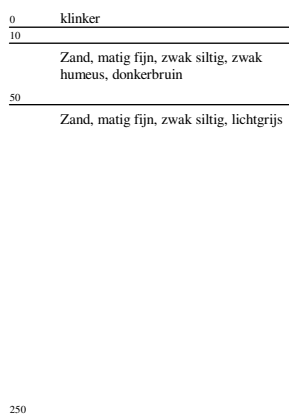 0 klinker
10
Zand, matig fijn, zwak siltig, zwak
humeus, donkerbruin
50
Zand, matig fijn, zwak siltig, lichtgrijs
250